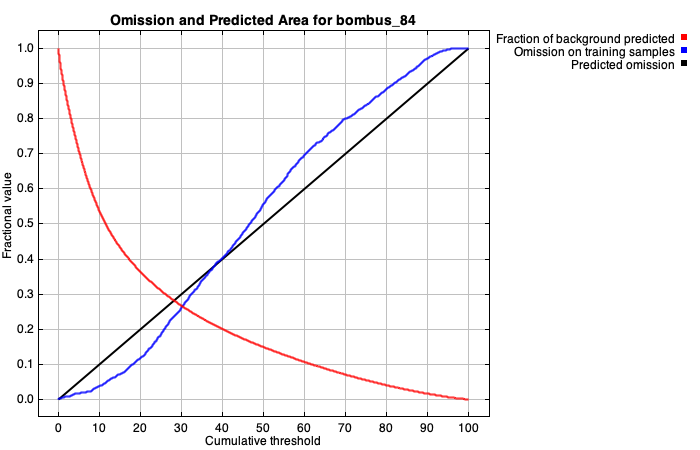 Omission and Predicted Area for bombus_84
Fraction of background predicted
Omission on training samples
Predicted omission
1.0
0.9
0.8
0.7
0.6
0.5
0.4
0.3
0.2
0.1
0.0
Fractional value
0 10 20 30 40 50 60 70 80 90 100
Cumulative threshold